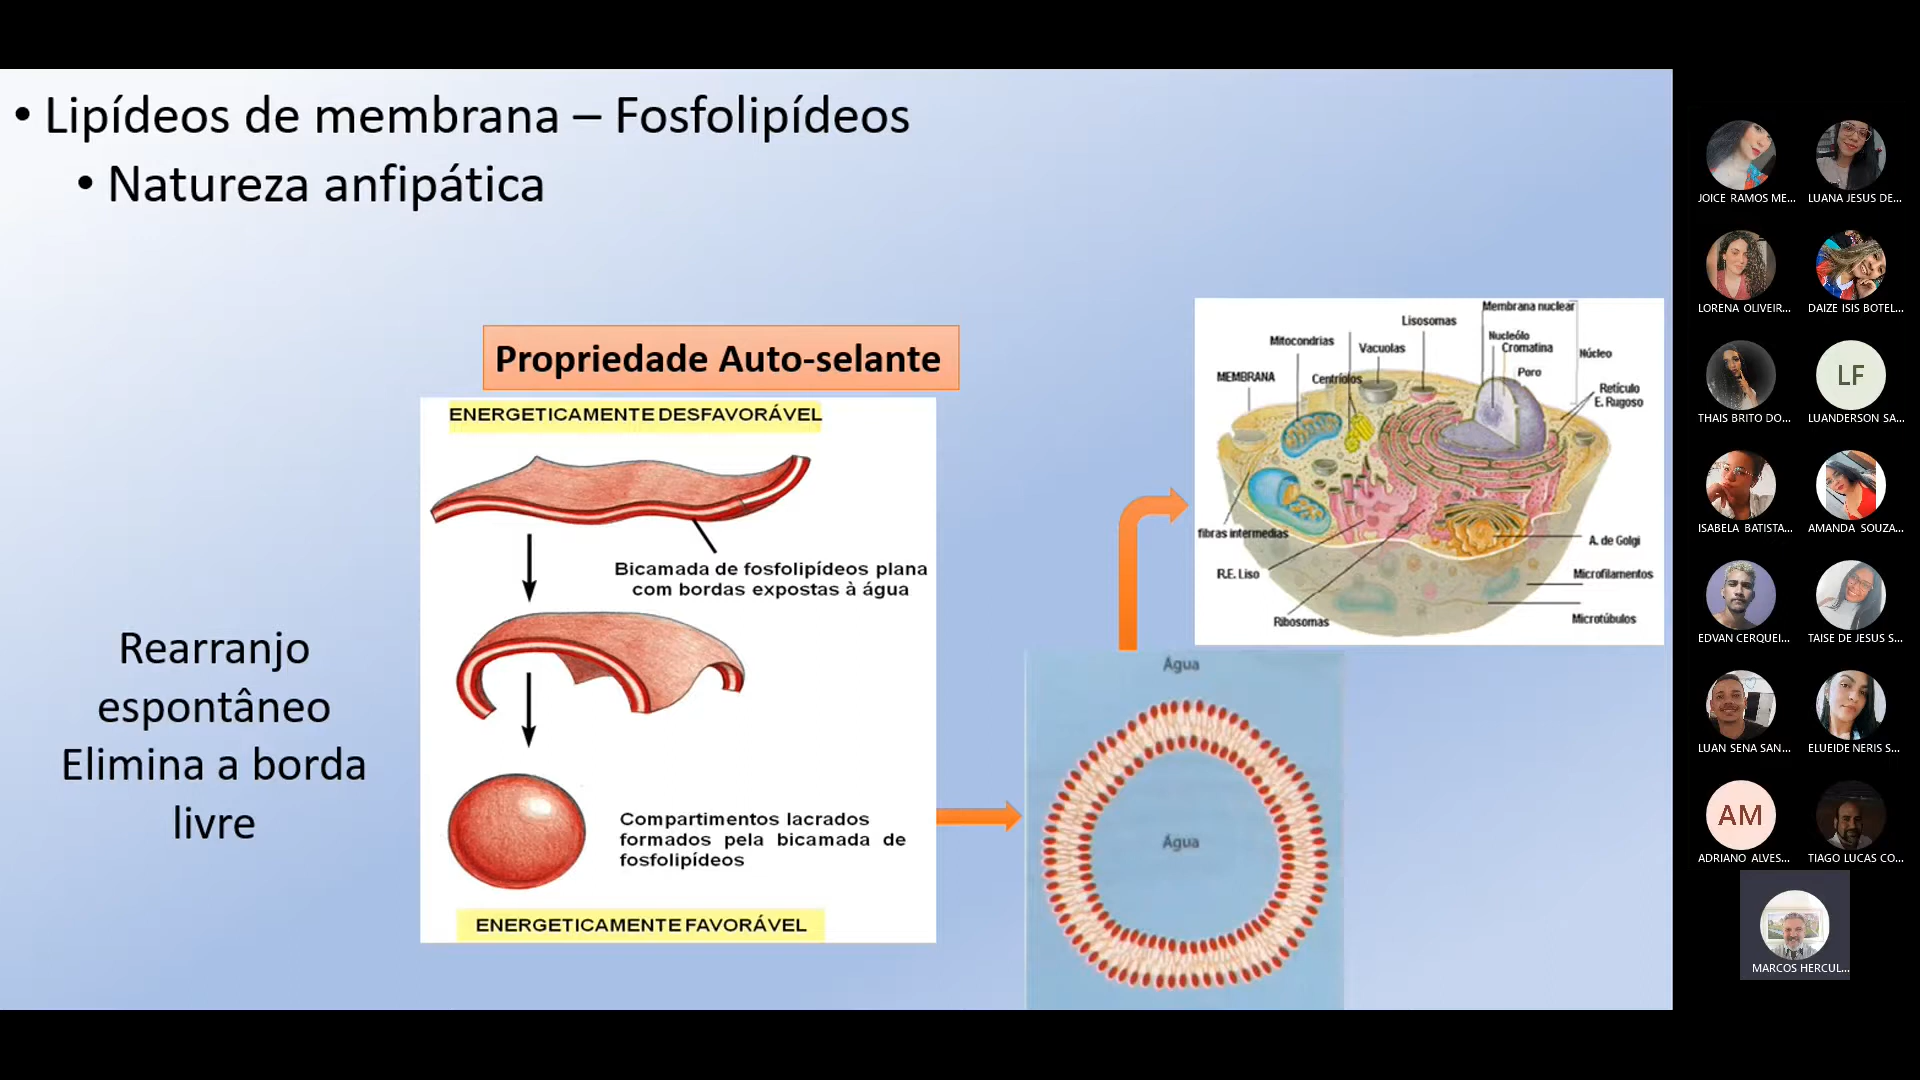 • Lipídeos de membrana – Fosfolipídeos
• Natureza anfipática
Propriedade Auto-selante
ENERGETICAMENTE DESFAVORÁVEL
Bicamada de fosfolipídeos plana
com bordas expostas à água
Rearranjo
espontâneo
Elimina a borda
livre
Compartimentos lacrados
formados pela bicamada de
fosfolipídeos
ENERGETICAMENTE FAVORÁVEL
Água
Água
Membrana nuclear
Lisosomas
Nucleólo
Mitocondrias
Vacuolas
Cromatina
Núcleo
Poro
MEMBRANA
Centríolos
Retículo
E. Rugoso
fibras intermedias
A. de Golgi
R.E. Liso
Microfilamentos
Ribosomas
Microtúbulos
JOICE RAMOS ME...
LUANA JESUS DE...
LORENA OLIVEIR...
DAIZE ISIS BOTEL...
THAIS BRITO DO...
LF
LUANDERSON SA...
ISABELA BATISTA...
AMANDA SOUZA...
EDVAN CERQUEI...
TAISE DE JESUS S...
LUAN SENA SAN...
ELUEIDE NERIS S...
AM
ADRIANO ALVES...
TIAGO LUCAS CO...
MARCOS HERCUL...